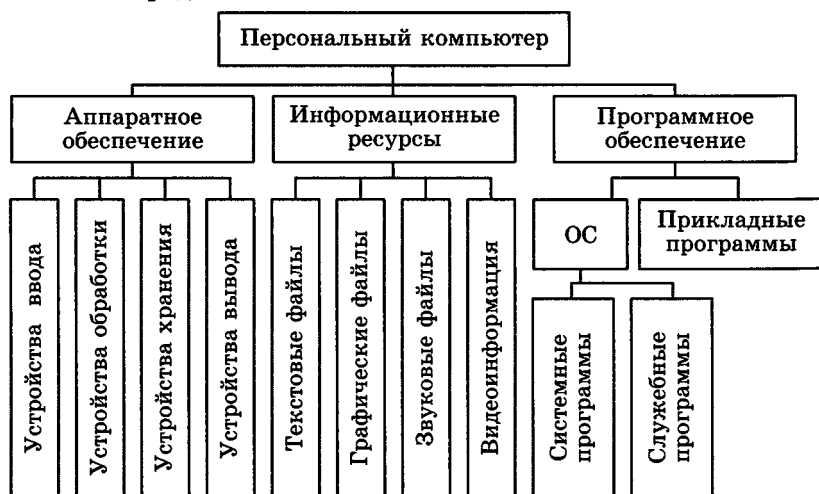 Персональный компьютер
Аппаратное
обеспечение
Информационные
ресурсы
Программное
обеспечение
Устройства ввода
Устройства обработки
Устройства хранения
Устройства вывода
Текстовые файлы
Графические файлы
Звуковые файлы
Видеоинформация
ОС
Прикладные
программы
Системные
программы
Служебные
программы